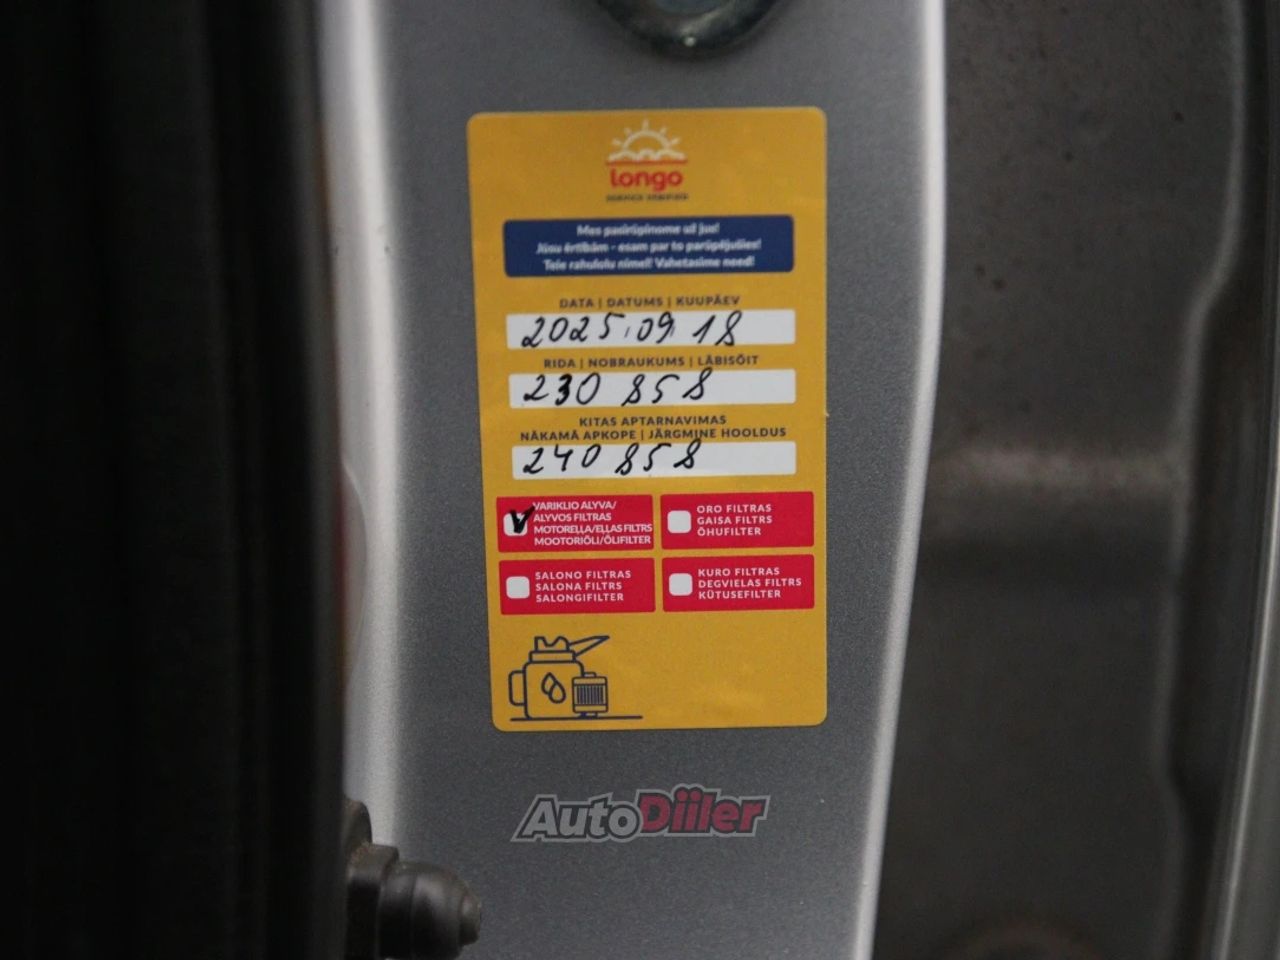 longo
Mes pasirūpinome už jus!
Jūsu ērtībām - esam par to parūpējušies!
Teie rahulolu nimel! Vahetasime need!
DATA | DATUMS | KUUPÄEV
2025.09.18
RIDA | NOBRAUKUMS | LÄBISÕIT
230 858
KITAS APTARNAVIMAS
NĀKAMĀ APKOPE | JÄRGMINE HOOLDUS
240 858
V
VARIKLIO ALYVA/
ALYVOS FILTRAS
MOTOREĻĻA/EĻĻAS FILTRS
MOOTORIÕLI/ÕLIFILTER
ORO FILTRAS
GAISA FILTRS
ÕHUFILTER
SALONO FILTRAS
SALONA FILTRS
SALONGIFILTER
KURO FILTRAS
DEGVIELAS FILTRS
KÜTUSEFILTER
AutoDiiler